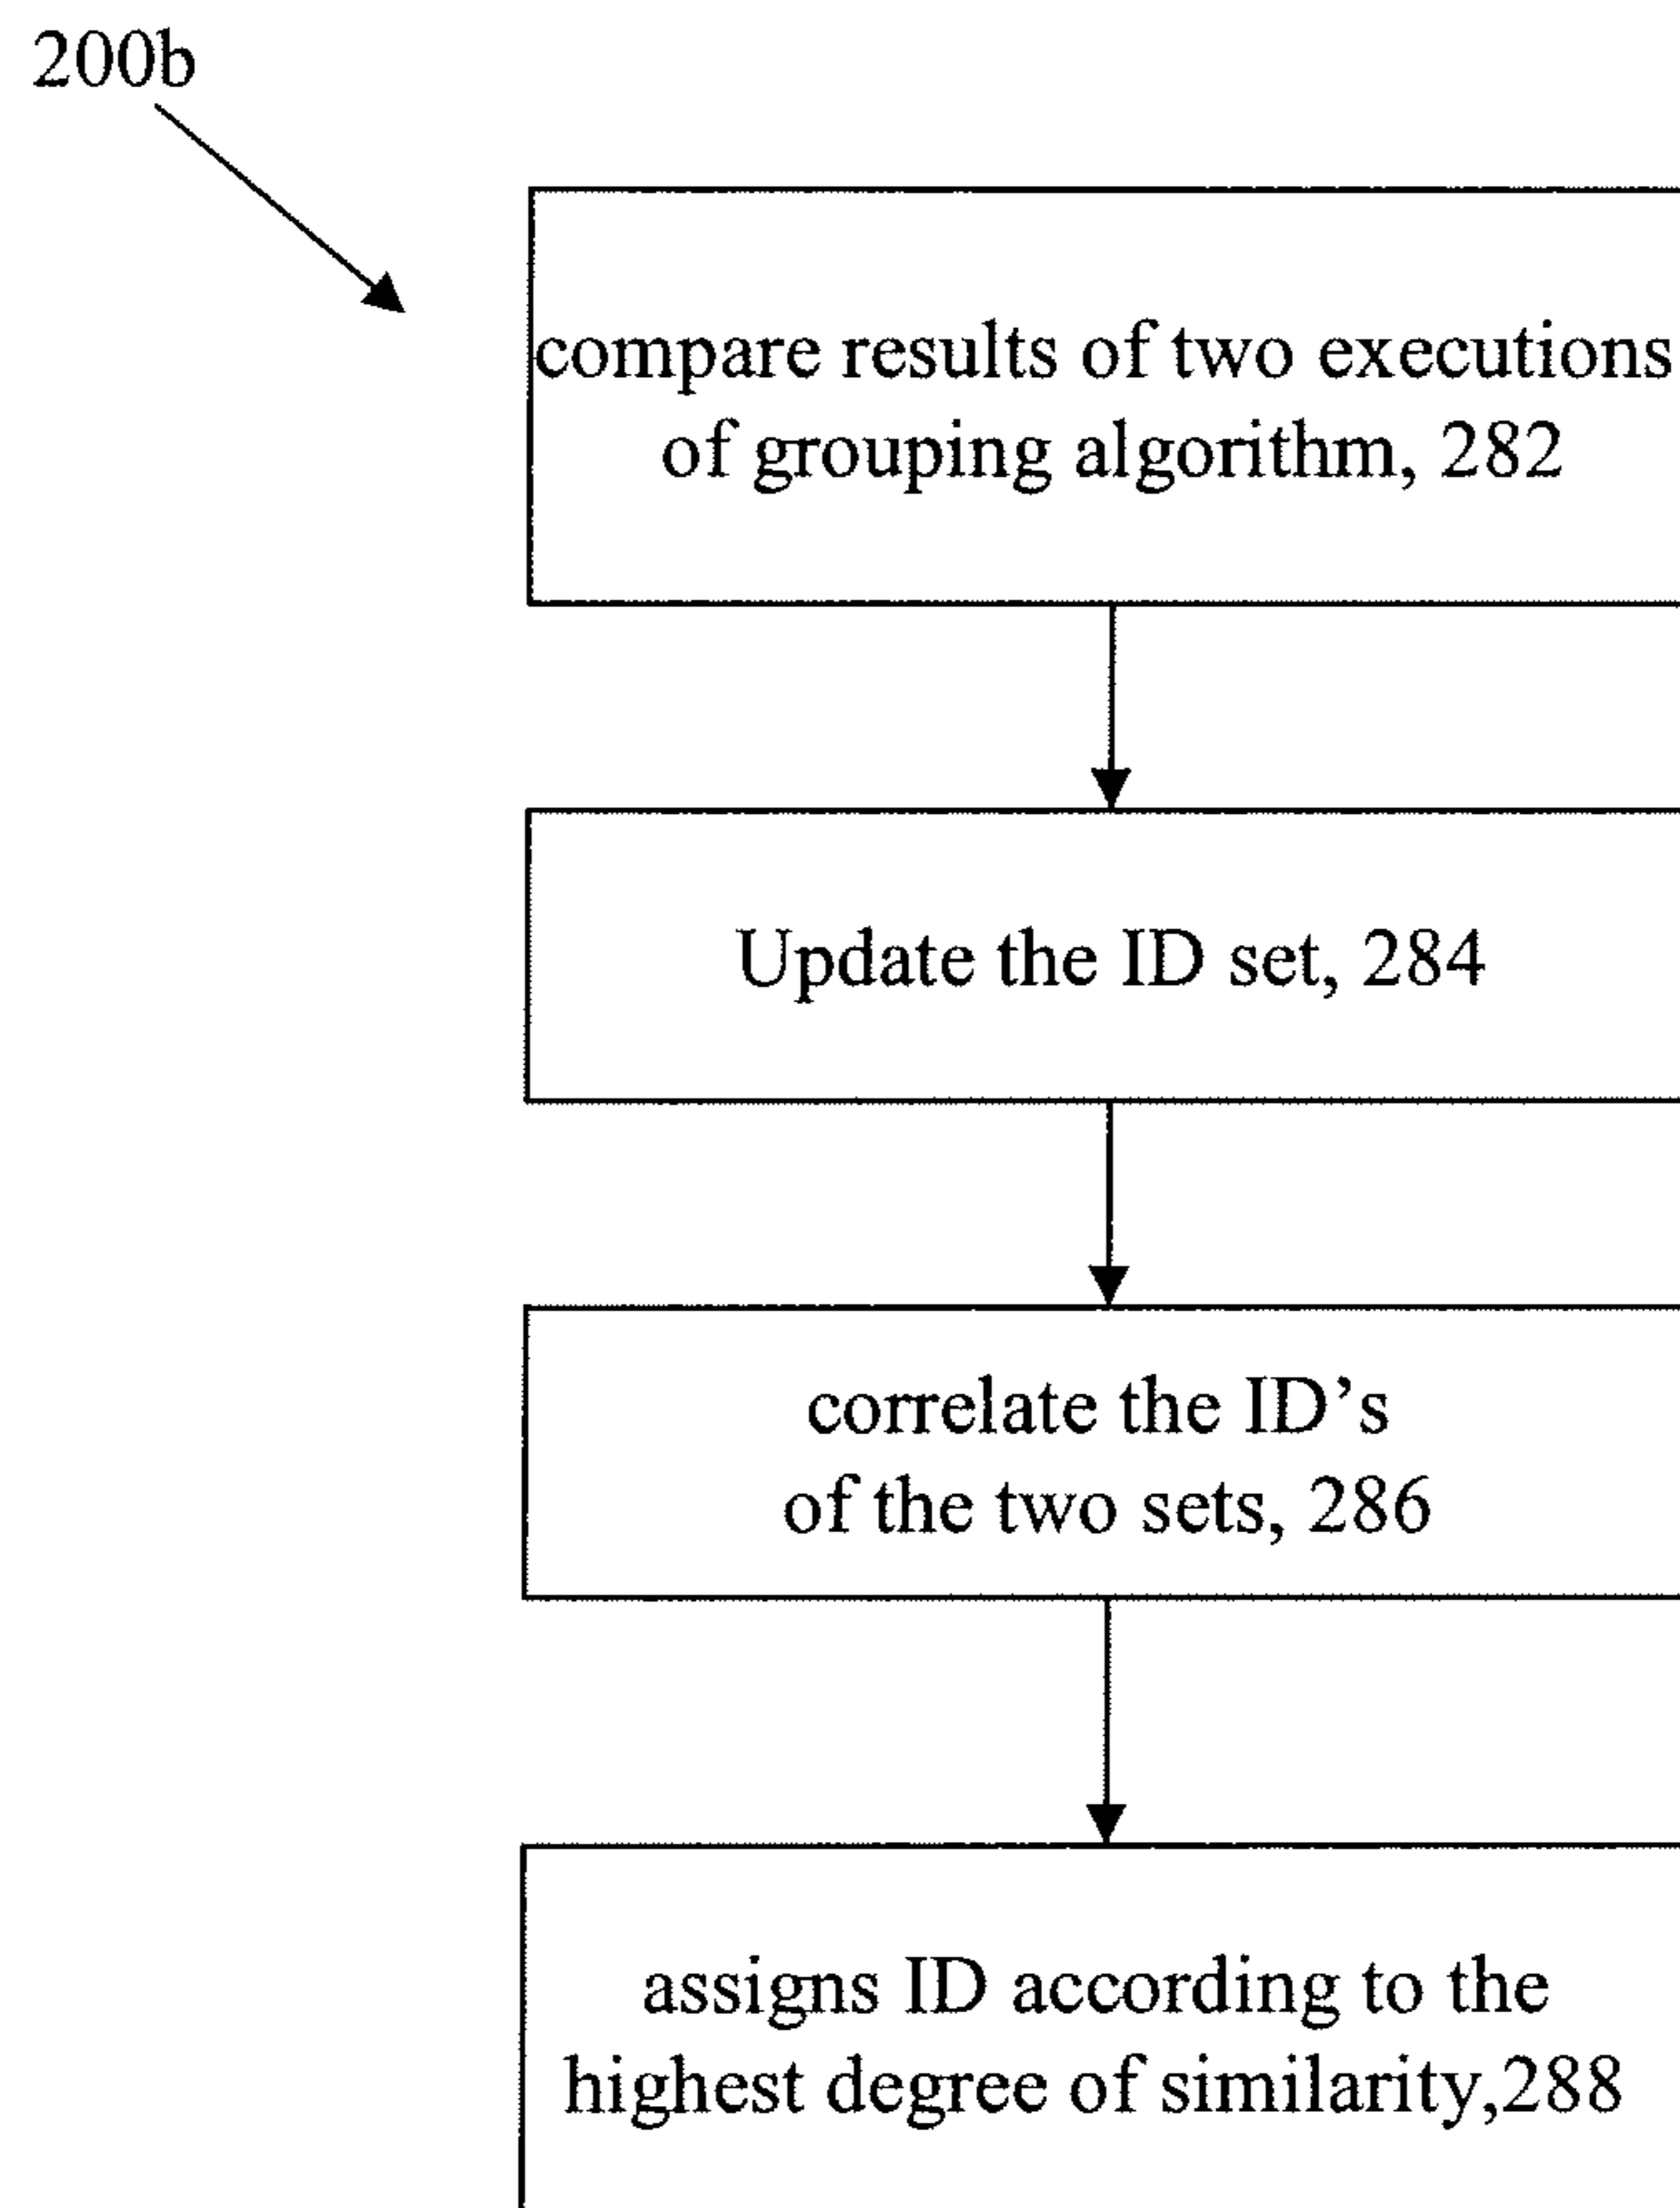 200b
compare results of two executions
of grouping algorithm, 282
Update the ID set, 284
correlate the ID’s
of the two sets, 286
assigns ID according to the
highest degree of similarity,288